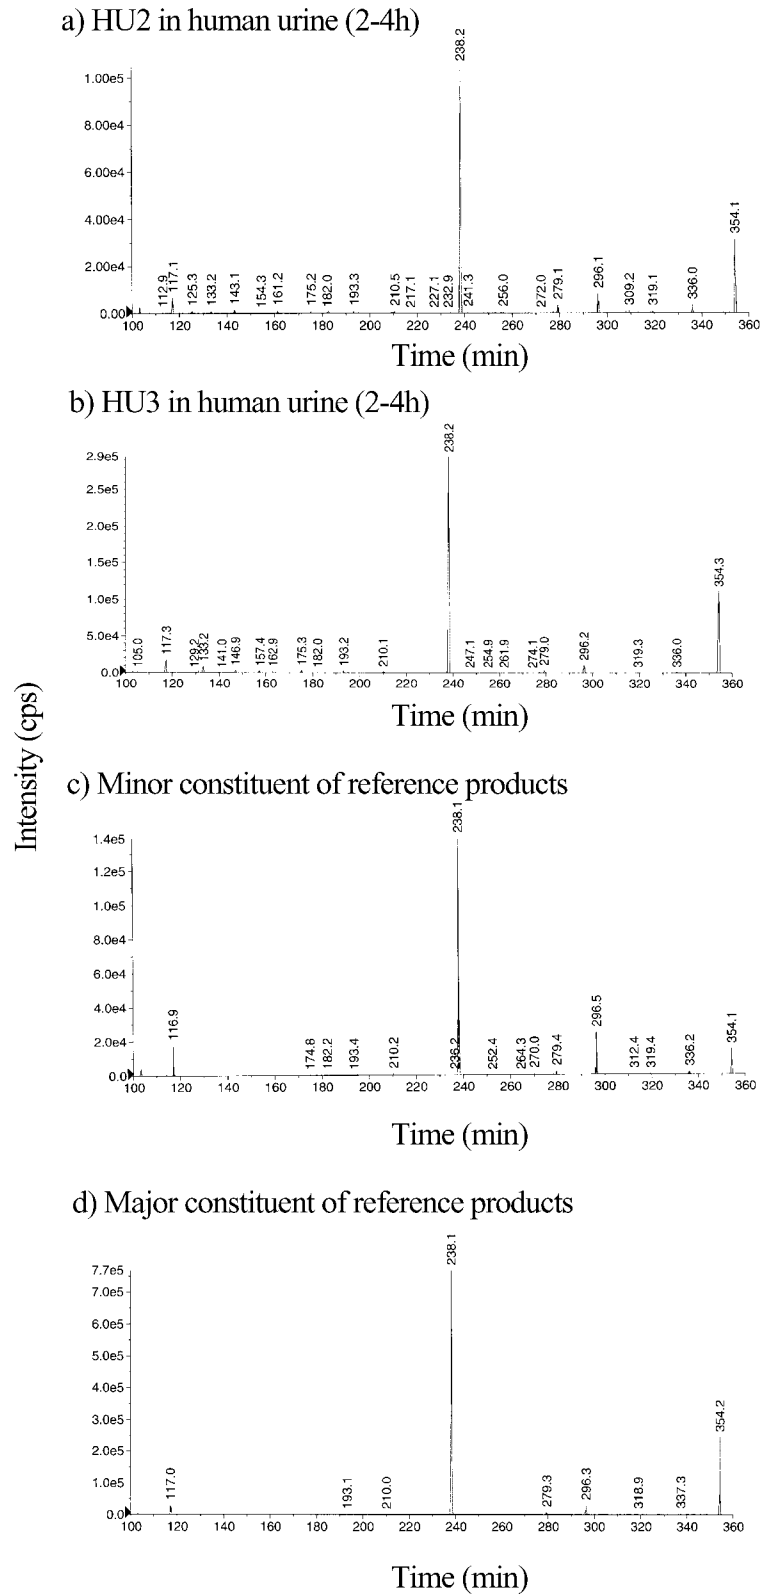 a) HU2 in human urine (2-4h)
238.2
1.00e5
8.00e4
6.00e4
4.00e4
354.1
2.00e4
112.9 117.1 125.3 133.2 143.1 154.3 161.2 175.2 182.0 193.3 210.5 217.1 227.1 232.9 241.3 256.0 272.0 279.1 296.1 309.2 319.1 336.0
0.00
100 120 140 160 180 200 220 240 260 280 300 320 340 360
Time (min)
b) HU3 in human urine (2-4h)
238.2
2.9e5
2.5e5
2.0e5
1.5e5
354.3
1.0e5
5.0e4
105.0 117.3 129.2 133.2 141.0 146.9 157.4 162.9 175.3 182.0 193.2 210.1 247.1 254.9 261.9 274.1 279.0 296.2 319.3 336.0
0.0
100 120 140 160 180 200 220 240 260 280 300 320 340 360
Time (min)
Intensity (cps)
c) Minor constituent of reference products
238.1
1.4e5
1.2e5
1.0e5
8.0e4
6.0e4
4.0e4
116.9 296.5 354.1
2.0e4
174.8 182.2 193.4 210.2 236.2 252.4 264.3 270.0 279.4 312.4 319.4 336.2
0.0
100 120 140 160 180 200 220 240 260 280 300 320 340 360
Time (min)
d) Major constituent of reference products
238.1
7.7e5
7.0e5
6.0e5
5.0e5
4.0e5
3.0e5
354.2
2.0e5
1.0e5
117.0 193.1 210.0 279.3 296.3 318.9 337.3
0.0
100 120 140 160 180 200 220 240 260 280 300 320 340 360
Time (min)